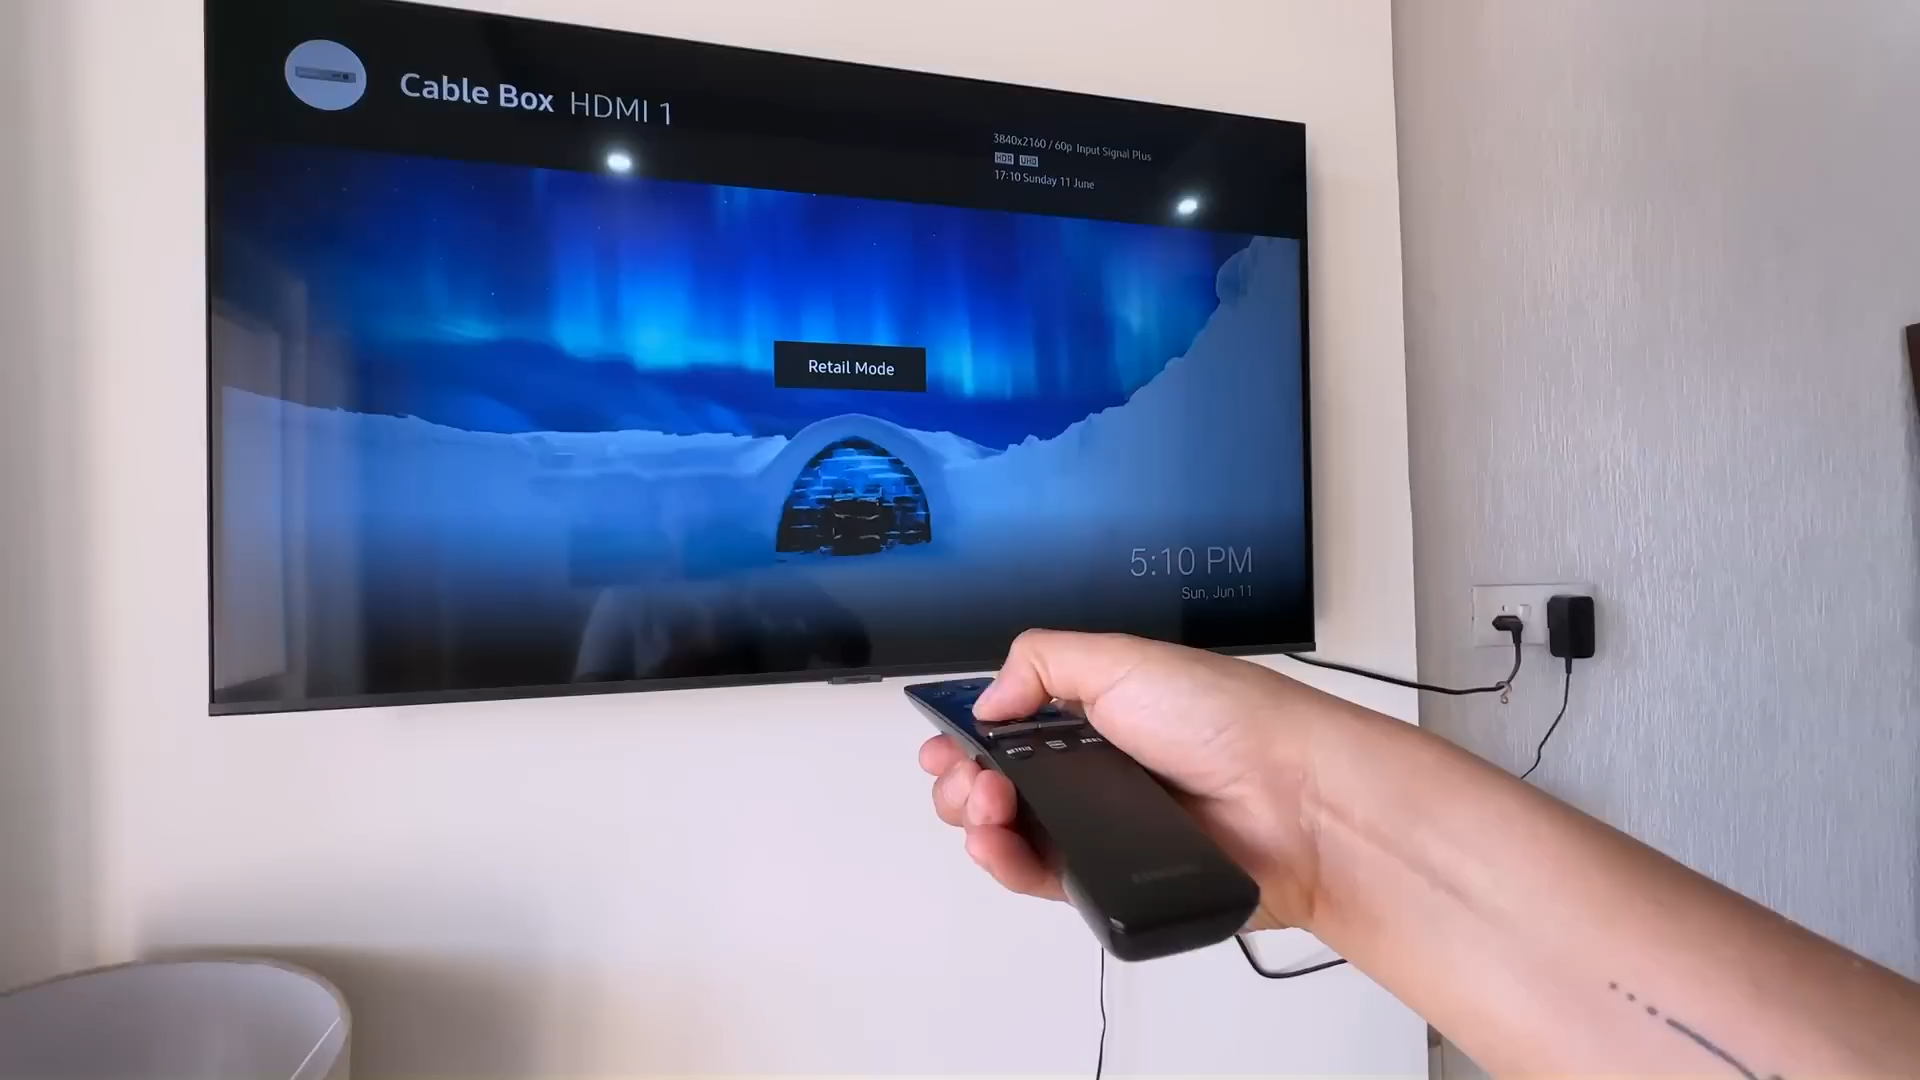 Cable Box HDMI 1
3840x2160 / 60p Input Signal Plus
HDR UHD
17:10 Sunday 11 June
Retail Mode
5:10 PM
Sun, Jun 11
NETFLIX
SAMSUNG